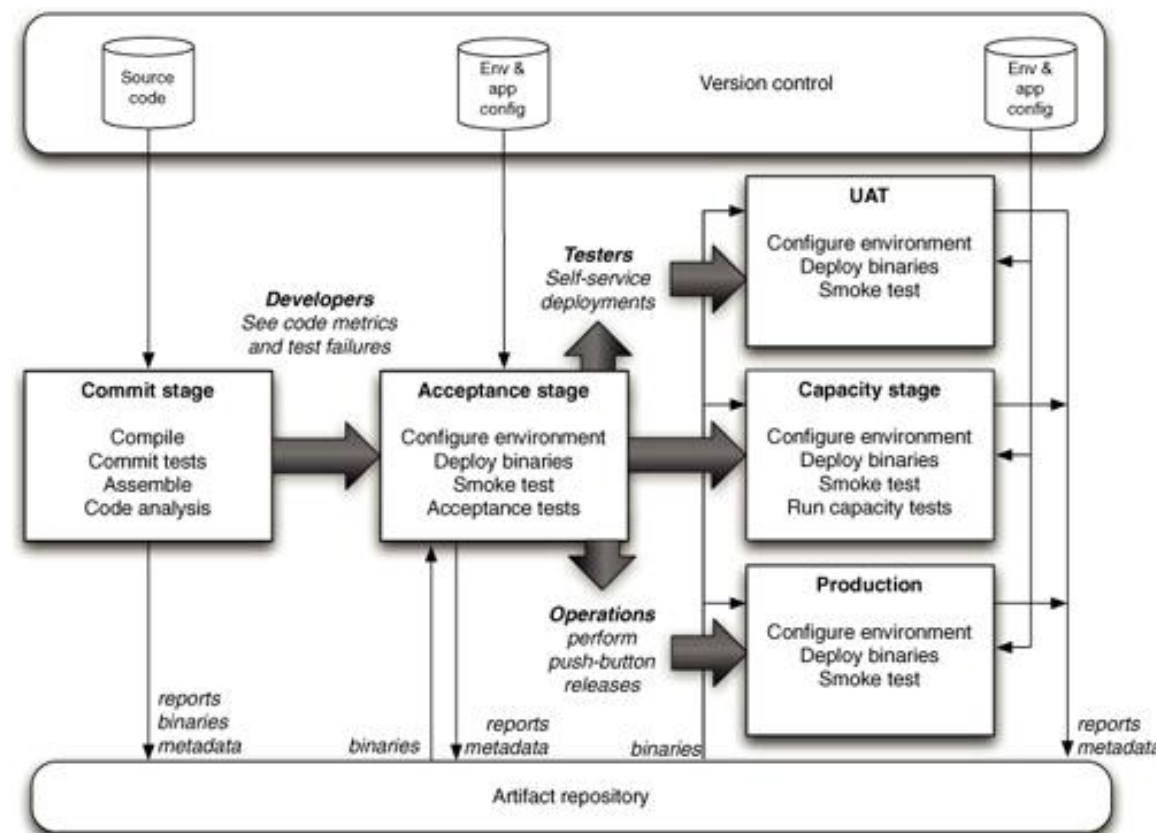 Source
code
Env &
app
config
Version control
Env &
app
config
Developers
See code metrics
and test failures
Testers
Self-service
deployments
UAT
Configure environment
Deploy binaries
Smoke test
Commit stage
Compile
Commit tests
Assemble
Code analysis
Acceptance stage
Configure environment
Deploy binaries
Smoke test
Acceptance tests
Capacity stage
Configure environment
Deploy binaries
Smoke test
Run capacity tests
Operations
perform
push-button
releases
Production
Configure environment
Deploy binaries
Smoke test
reports
binaries
metadata
binaries
reports
metadata
binaries
reports
metadata
Artifact repository